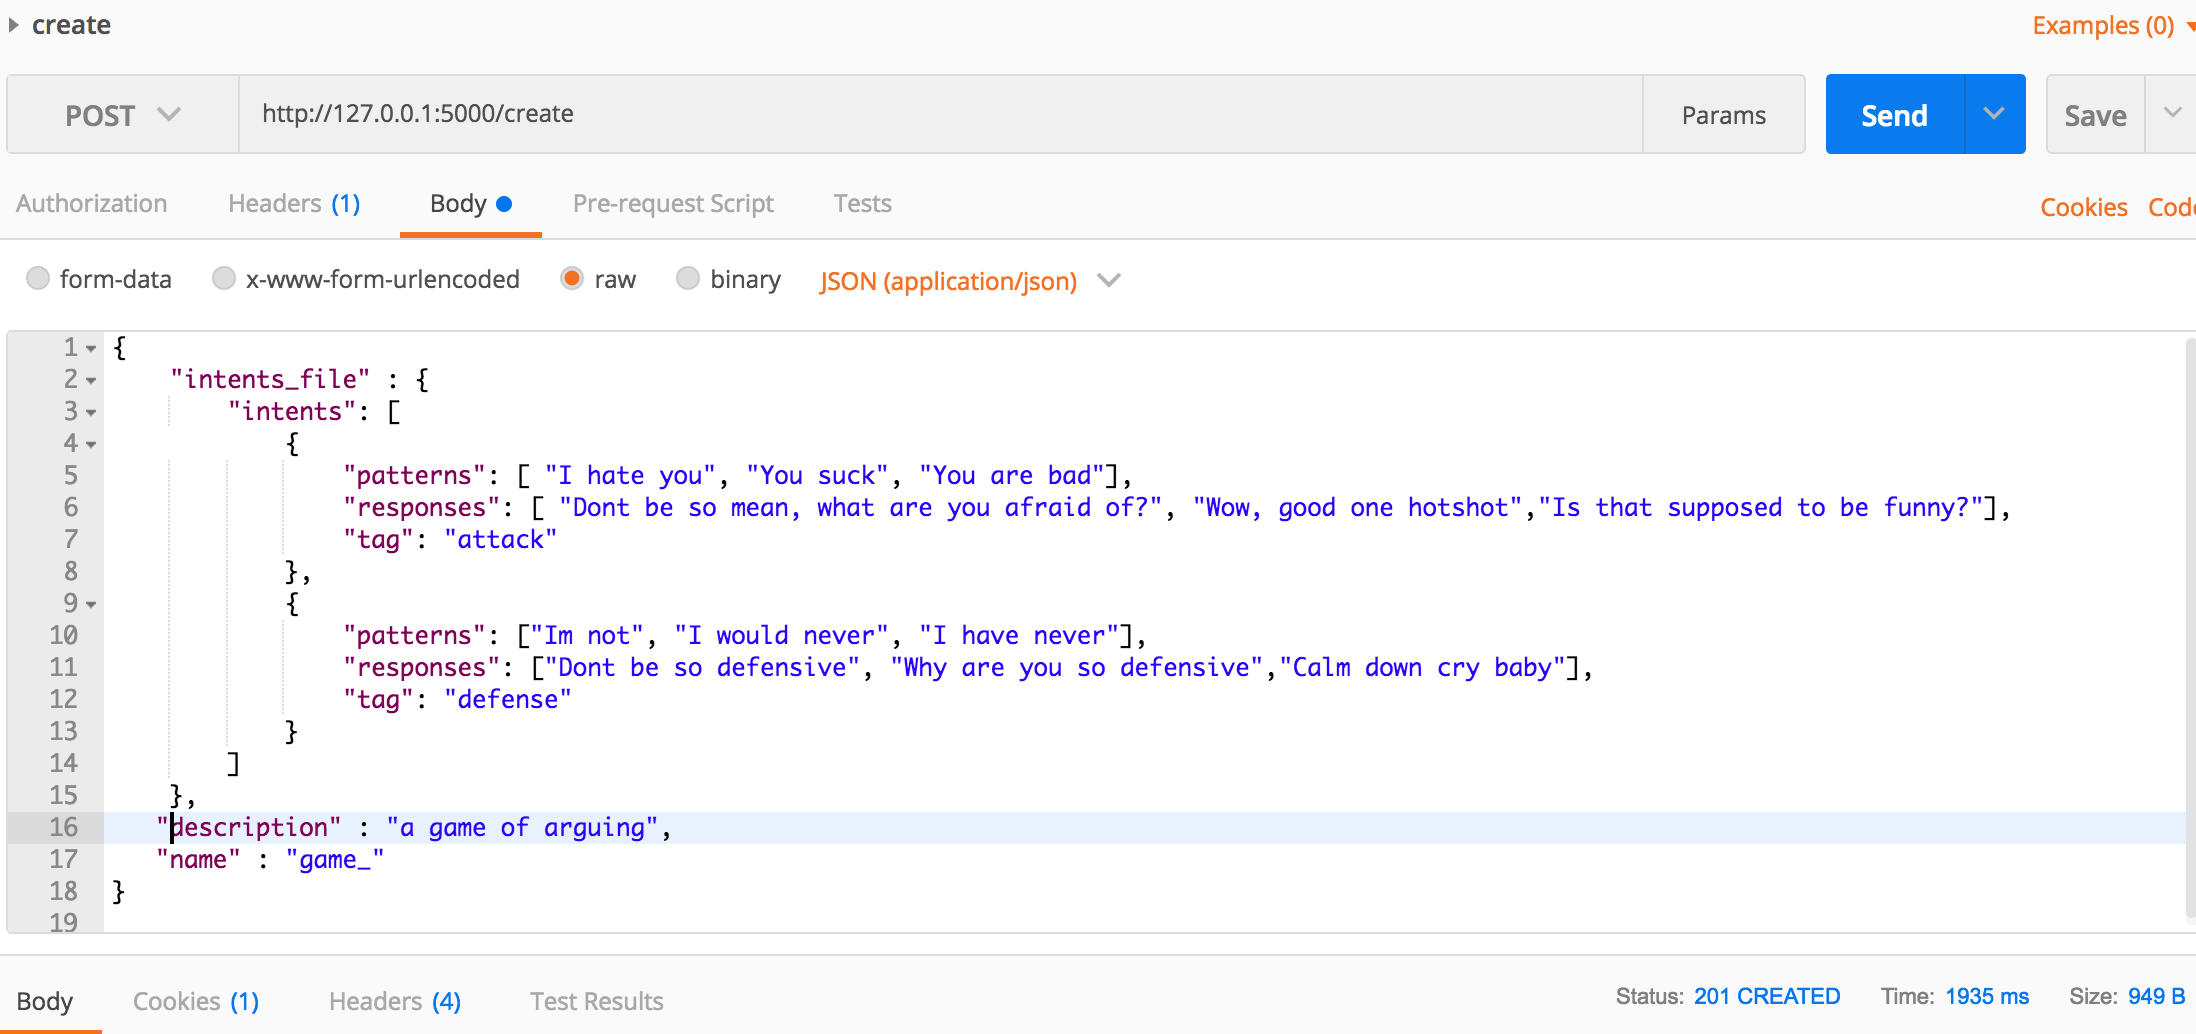 create Examples (0)
POST http://127.0.0.1:5000/create Params Send Save
Authorization Headers (1) Body Pre-request Script Tests Cookies Code
form-data x-www-form-urlencoded raw binary JSON (application/json)
1 {
2 "intents_file" : {
3 "intents": [
4 {
5 "patterns": [ "I hate you", "You suck", "You are bad"],
6 "responses": [ "Dont be so mean, what are you afraid of?", "Wow, good one hotshot","Is that supposed to be funny?"],
7 "tag": "attack"
8 },
9 {
10 "patterns": ["Im not", "I would never", "I have never"],
11 "responses": ["Dont be so defensive", "Why are you so defensive","Calm down cry baby"],
12 "tag": "defense"
13 }
14 ]
15 },
16 "description" : "a game of arguing",
17 "name" : "game_"
18 }
19
Body Cookies (1) Headers (4) Test Results Status: 201 CREATED Time: 1935 ms Size: 949 B